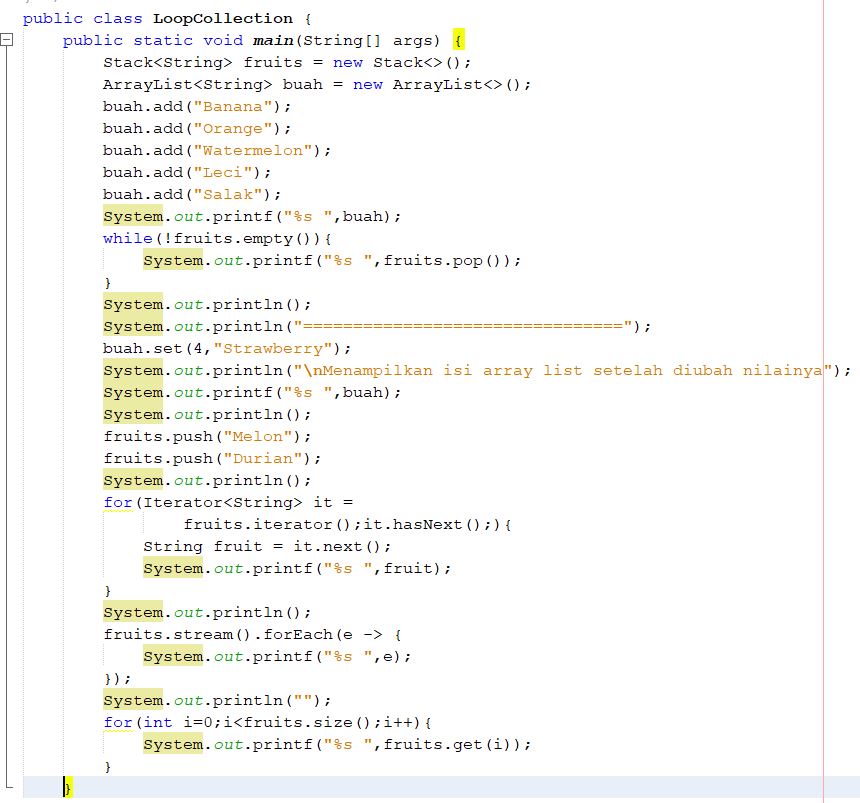 public class LoopCollection {
    public static void main(String[] args) {
        Stack<String> fruits = new Stack<>();
        ArrayList<String> buah = new ArrayList<>();
        buah.add("Banana");
        buah.add("Orange");
        buah.add("Watermelon");
        buah.add("Leci");
        buah.add("Salak");
        System.out.printf("%s ",buah);
        while(!fruits.empty()){
            System.out.printf("%s ",fruits.pop());
        }
        System.out.println();
        System.out.println("================================");
        buah.set(4,"Strawberry");
        System.out.println("\nMenampilkan isi array list setelah diubah nilainya");
        System.out.printf("%s ",buah);
        System.out.println();
        fruits.push("Melon");
        fruits.push("Durian");
        System.out.println();
        for(Iterator<String> it =
                fruits.iterator();it.hasNext();){
            String fruit = it.next();
            System.out.printf("%s ",fruit);
        }
        System.out.println();
        fruits.stream().forEach(e -> {
            System.out.printf("%s ",e);
        });
        System.out.println("");
        for(int i=0;i<fruits.size();i++){
            System.out.printf("%s ",fruits.get(i));
        }
    }